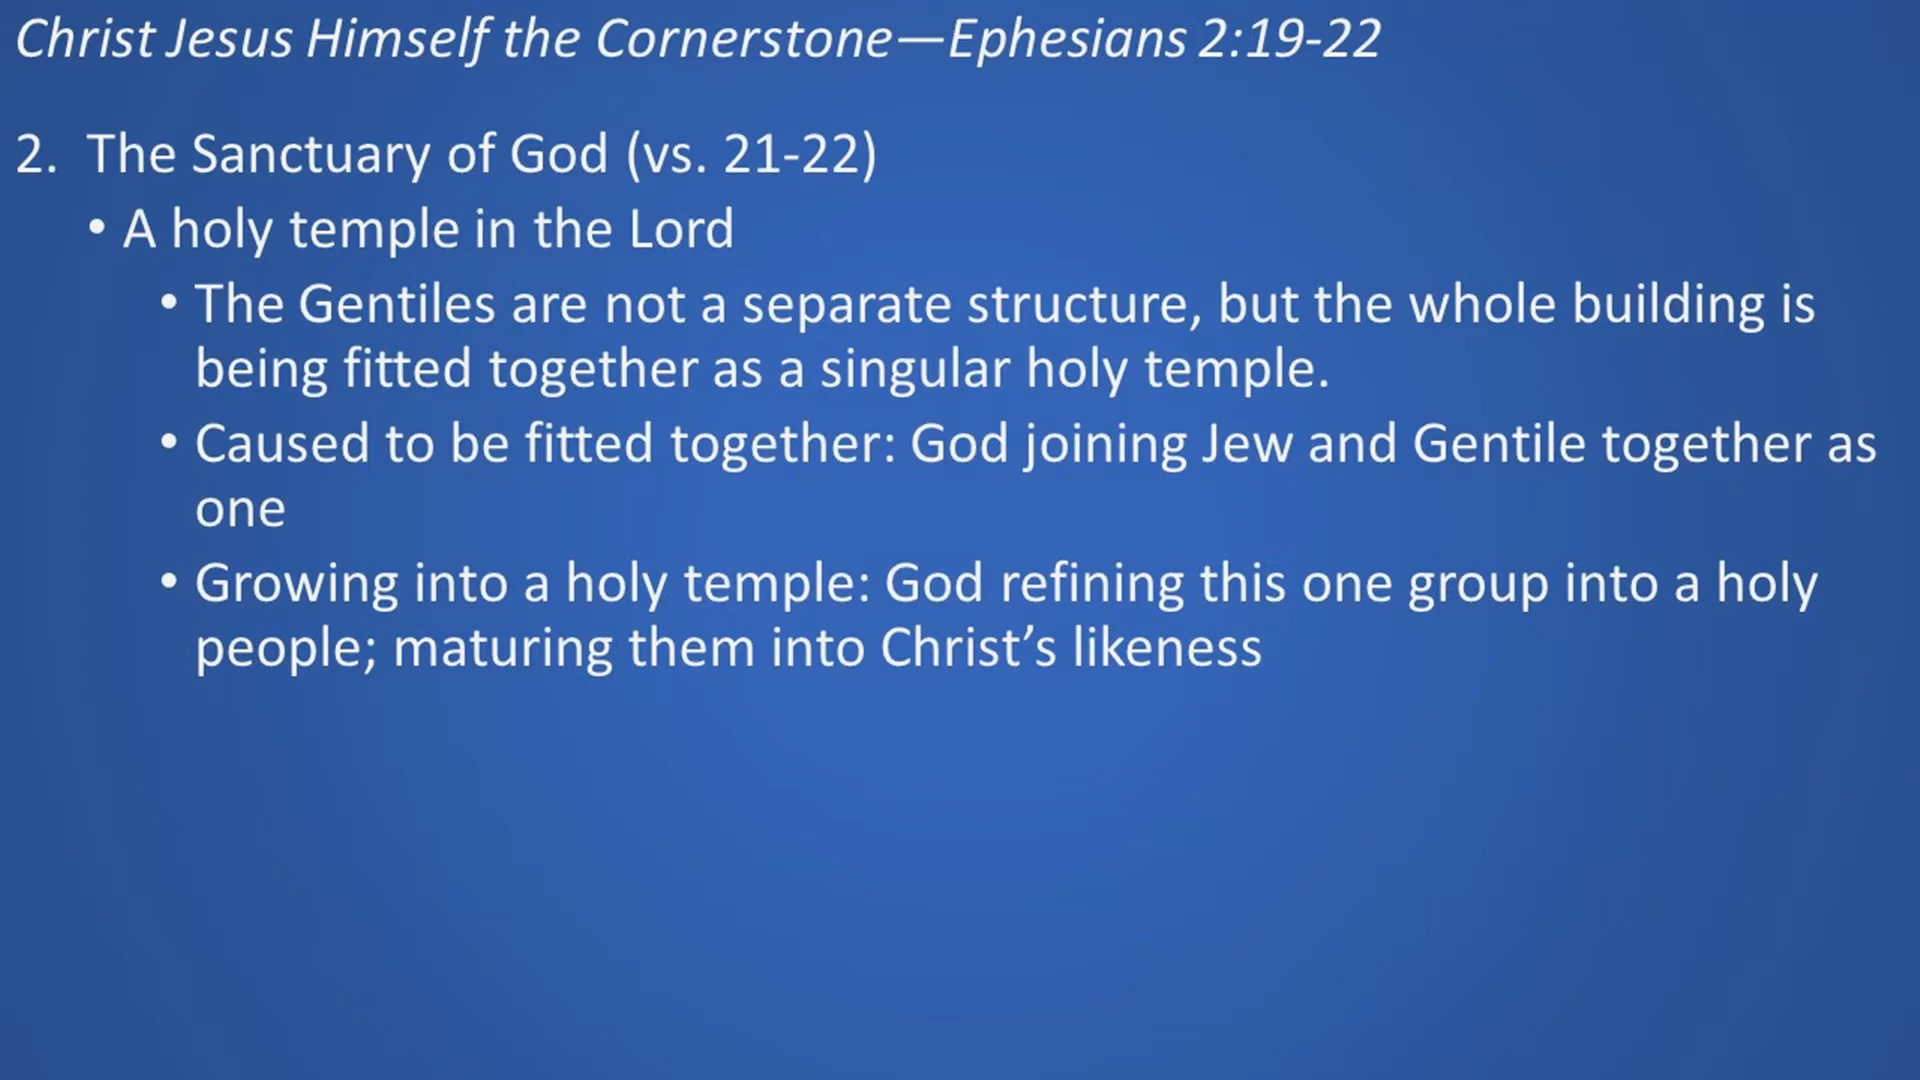 Christ Jesus Himself the Cornerstone—Ephesians 2:19-22
2. The Sanctuary of God (vs. 21-22)
• A holy temple in the Lord
• The Gentiles are not a separate structure, but the whole building is
being fitted together as a singular holy temple.
• Caused to be fitted together: God joining Jew and Gentile together as
one
• Growing into a holy temple: God refining this one group into a holy
people; maturing them into Christ’s likeness